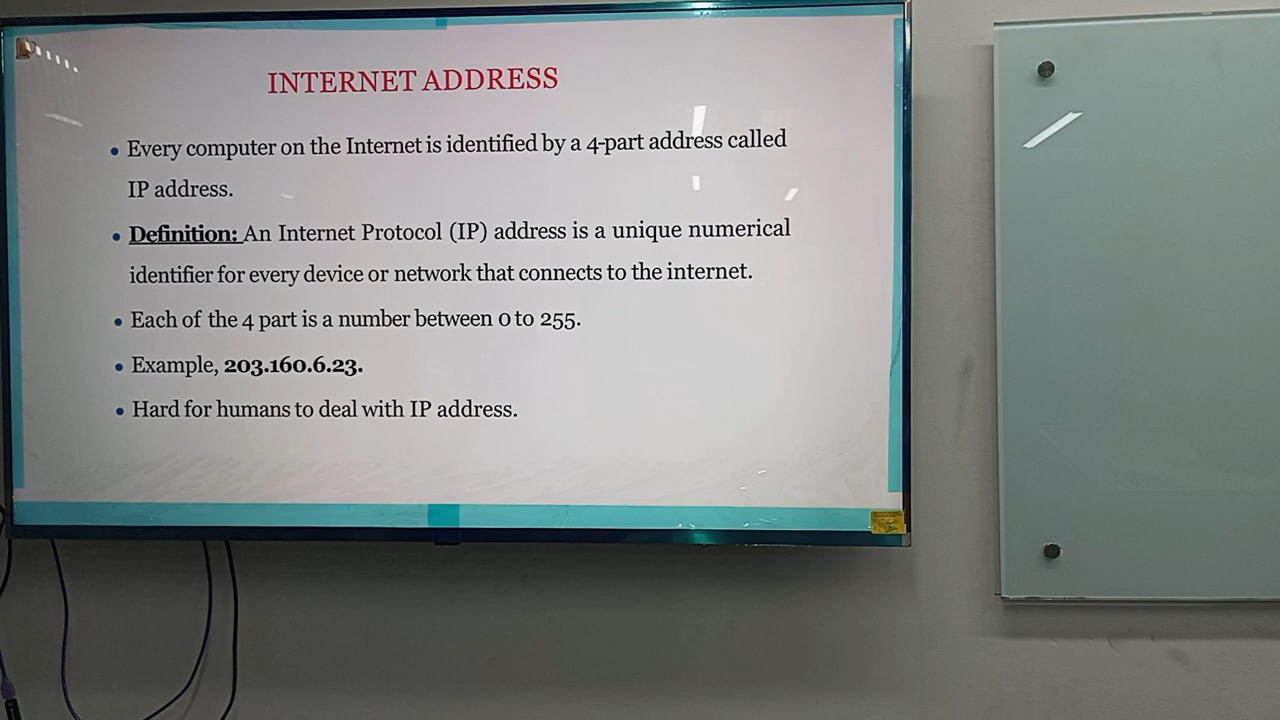 INTERNET ADDRESS
• Every computer on the Internet is identified by a 4-part address called
IP address.
• Definition: An Internet Protocol (IP) address is a unique numerical
identifier for every device or network that connects to the internet.
• Each of the 4 part is a number between 0 to 255.
• Example, 203.160.6.23.
• Hard for humans to deal with IP address.